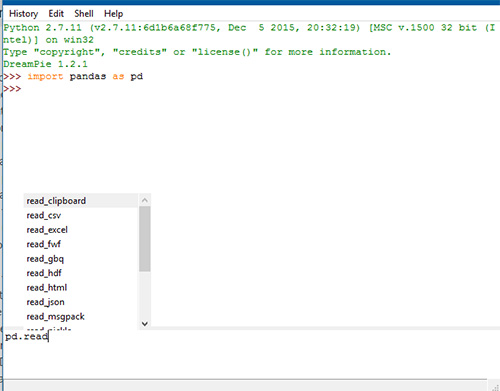 History Edit Shell Help
Python 2.7.11 (v2.7.11:6d1b6a68f775, Dec  5 2015, 20:32:19) [MSC v.1500 32 bit (I
ntel)] on win32
Type "copyright", "credits" or "license()" for more information.
DreamPie 1.2.1
>>> import pandas as pd
>>>
read_clipboard
read_csv
read_excel
read_fwf
read_gbq
read_hdf
read_html
read_json
read_msgpack
pd.read